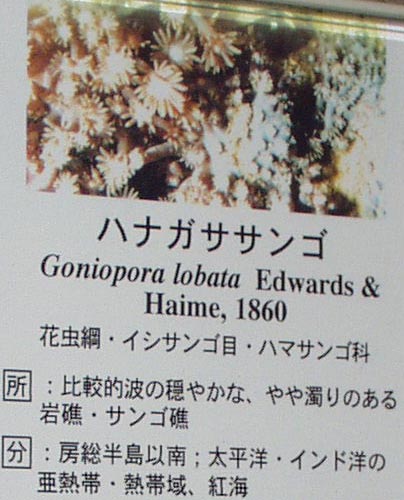 ハナガササンゴ
Goniopora lobata Edwards &
Haime, 1860
花虫綱・イシサンゴ目・ハマサンゴ科
所：比較的波の穏やかな、やや濁りのある
岩礁・サンゴ礁
分：房総半島以南；太平洋・インド洋の
亜熱帯・熱帯域、紅海